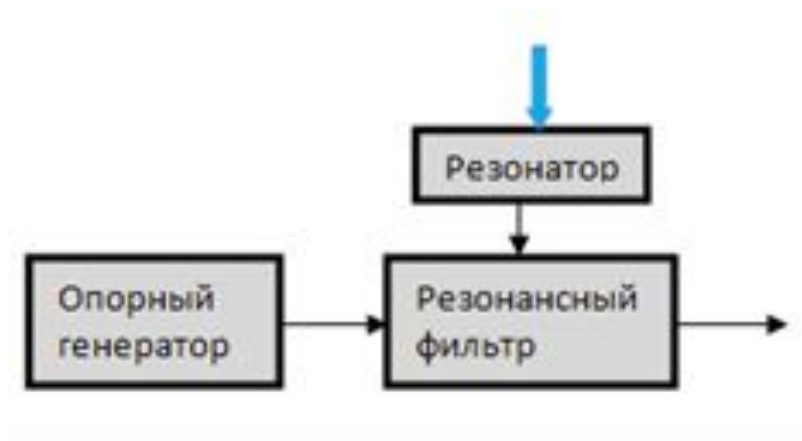 Резонатор
Опорный
генератор
Резонансный
фильтр